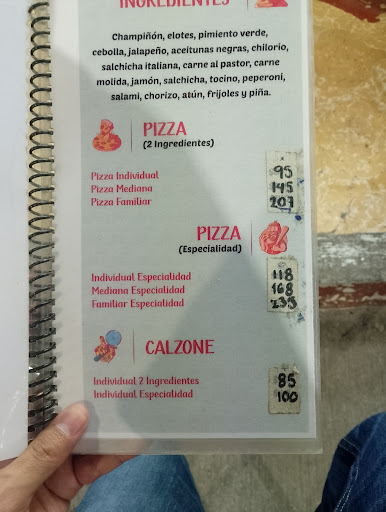 INGREDIENTES
Champiñón, elotes, pimiento verde,
cebolla, jalapeño, aceitunas negras, chilorio,
salchicha italiana, carne al pastor, carne
molida, jamón, salchicha, tocino, peperoni,
salami, chorizo, atún, frijoles y piña.
PIZZA
(2 Ingredientes)
Pizza Individual 95
Pizza Mediana 145
Pizza Familiar 207
PIZZA
(Especialidad)
Individual Especialidad 118
Mediana Especialidad 168
Familiar Especialidad 235
CALZONE
Individual 2 Ingredientes 85
Individual Especialidad 100